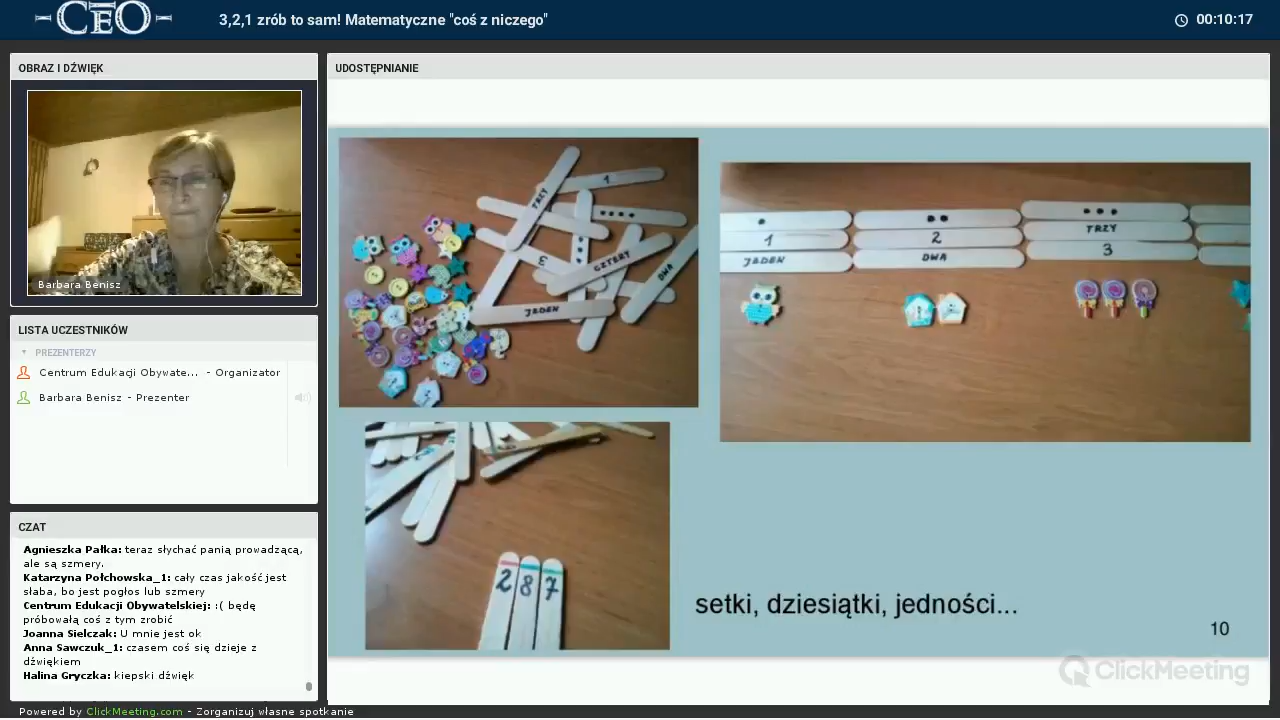 CEO
3,2,1 zrób to sam! Matematyczne "coś z niczego"
00:10:17
OBRAZ I DŹWIĘK
Barbara Benisz
LISTA UCZESTNIKÓW
PREZENTERZY
Centrum Edukacji Obywate... - Organizator
Barbara Benisz - Prezenter
CZAT
Agnieszka Pałka: teraz słychać panią prowadzącą,
ale są szmery.
Katarzyna Połchowska_1: cały czas jakość jest
słaba, bo jest pogłos lub szmery
Centrum Edukacji Obywatelskiej: :( będę
próbowałą coś z tym zrobić
Joanna Sielczak: U mnie jest ok
Anna Sawczuk_1: czasem coś się dzieje z
dźwiękiem
Halina Gryczka: kiepski dźwięk
Powered by ClickMeeting.com - Zorganizuj własne spotkanie
UDOSTĘPNIANIE
TRZY
1
3
CZTERY
DWA
JEDEN
1
JEDEN
2
DWA
TRZY
3
2 8 7
setki, dziesiątki, jedności...
10
ClickMeeting